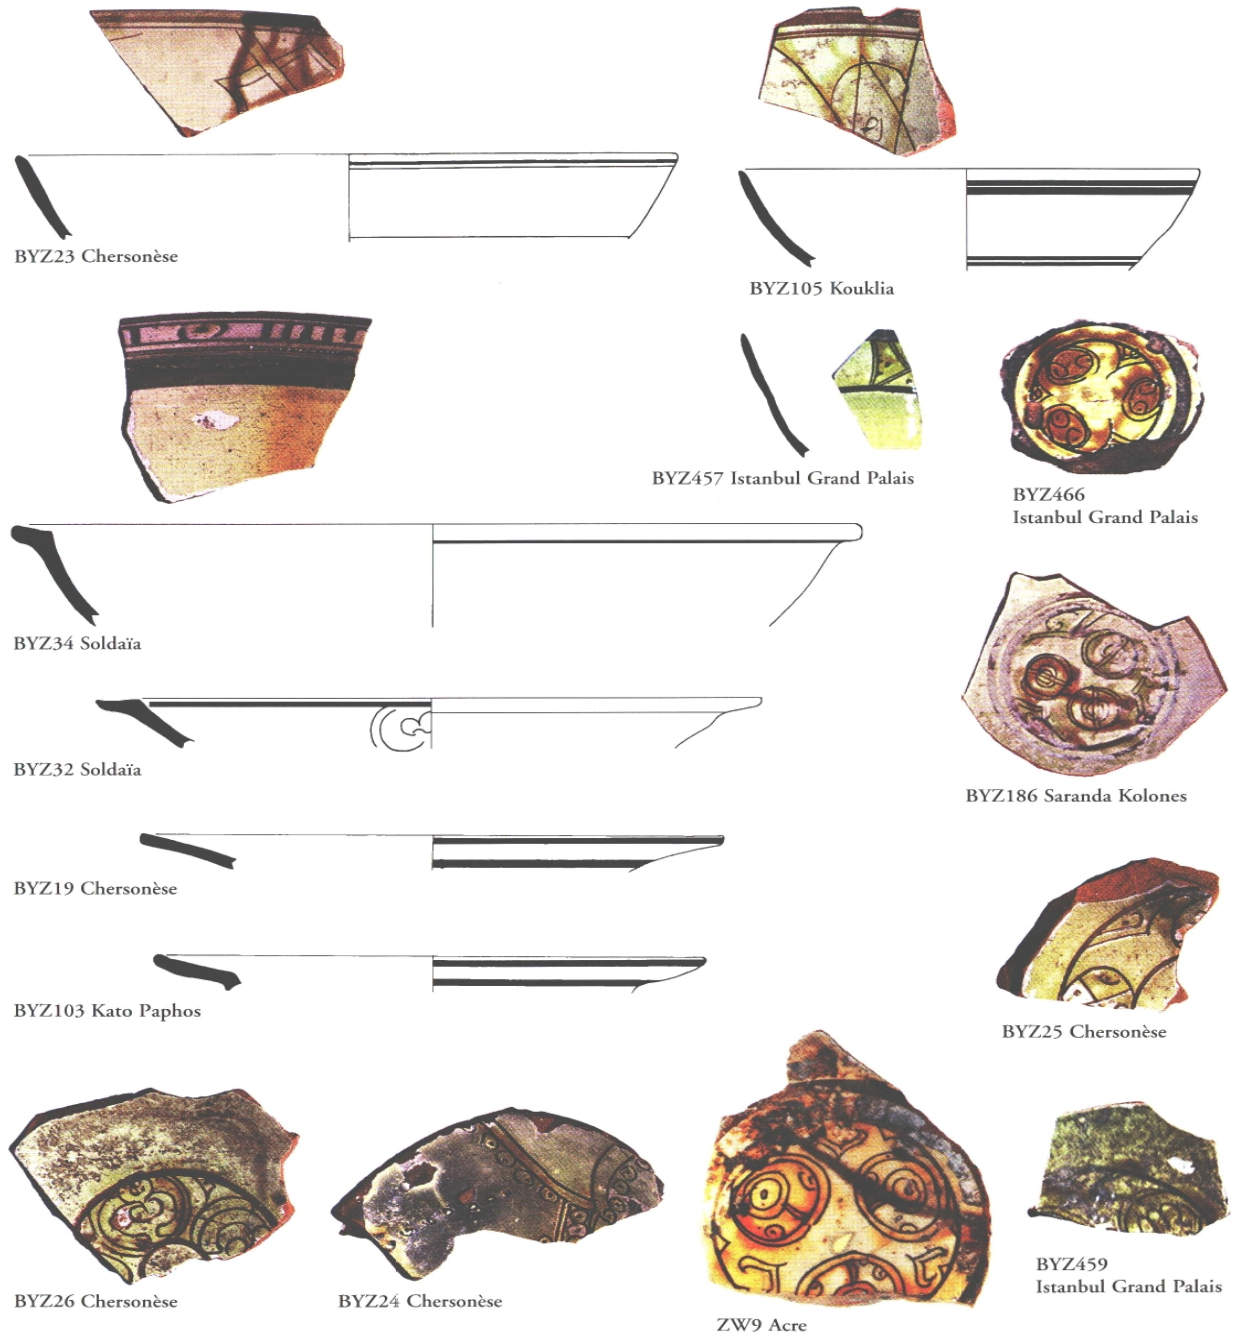 BYZ23 Chersonèse
BYZ105 Kouklia
BYZ457 Istanbul Grand Palais
BYZ466
Istanbul Grand Palais
BYZ34 Soldaïa
BYZ32 Soldaïa
BYZ186 Saranda Kolones
BYZ19 Chersonèse
BYZ103 Kato Paphos
BYZ25 Chersonèse
BYZ26 Chersonèse
BYZ24 Chersonèse
ZW9 Acre
BYZ459
Istanbul Grand Palais